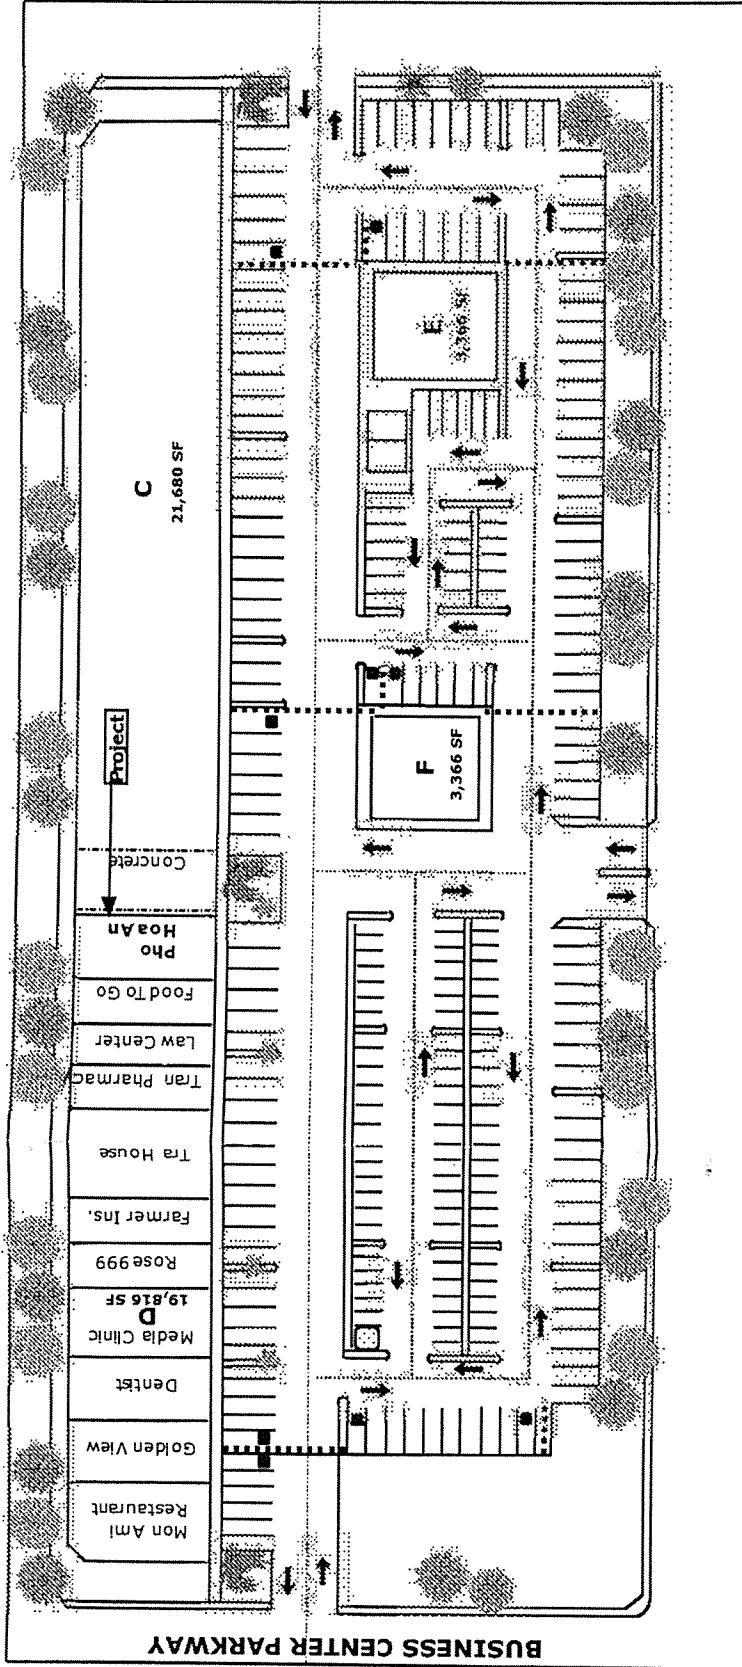 C
21,680 SF
E
3,366 SF
F
3,366 SF
Project
Concrete
Pho
Hoa An
Food To Go
Law Center
Tran Pharmac
Tra House
Farmer Ins.
Rose 999
Media Clinic
D
19,816 SF
Dentist
Golden View
Mon Ami
Restaurant
BUSINESS CENTER PARKWAY